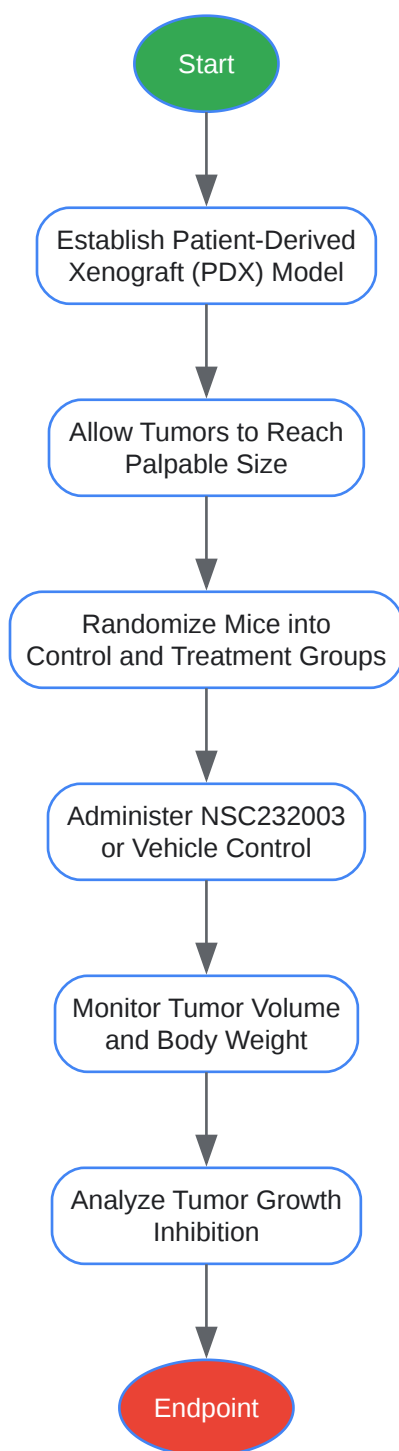 Start
Establish Patient-Derived
Xenograft (PDX) Model
Allow Tumors to Reach
Palpable Size
Randomize Mice into
Control and Treatment Groups
Administer NSC232003
or Vehicle Control
Monitor Tumor Volume
and Body Weight
Analyze Tumor Growth
Inhibition
Endpoint